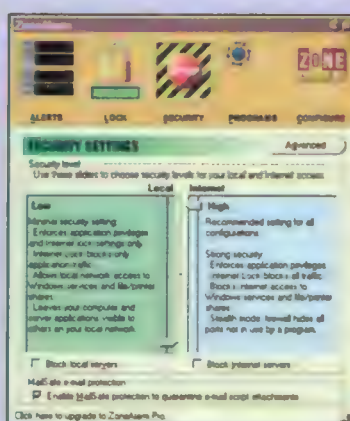 ZoneAlarm
ZONE
ALERTS LOCK SECURITY PROGRAMS CONFIGURE
SECURITY SETTINGS
Advanced
Security level
Use these sliders to choose security levels for your local and Internet access
Local Internet
Low
Minimal security setting:
- Enforces application privileges
and Internet lock settings only
- Internet Lock blocks only
application traffic
- Allows local network access to
Windows services and file/printer
shares
- Leaves your computer and
server applications visible to
others on your local network
High
Recommended setting for all
configurations
Strong security
- Enforces application privileges
- Internet Lock blocks all traffic
- Blocks Internet access to
Windows services and file/printer
shares
- Stealth mode: firewall hides all
ports not in use by a program
Block local servers
Block Internet servers
MailSafe e-mail protection
Enable MailSafe protection to quarantine e-mail script attachments
Click here to upgrade to ZoneAlarm Pro